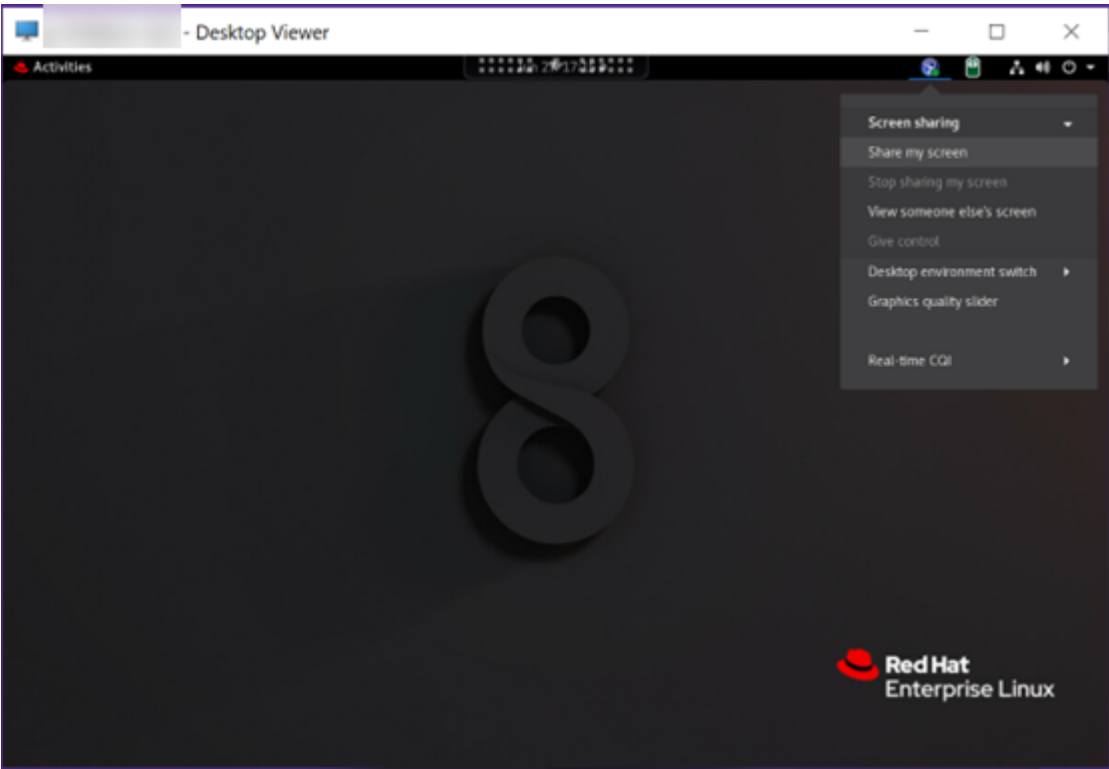 - Desktop Viewer
Activities
Screen sharing
Share my screen
Stop sharing my screen
View someone else's screen
Give control
Desktop environment switch
Graphics quality slider
Real-time CQI
8
Red Hat
Enterprise Linux